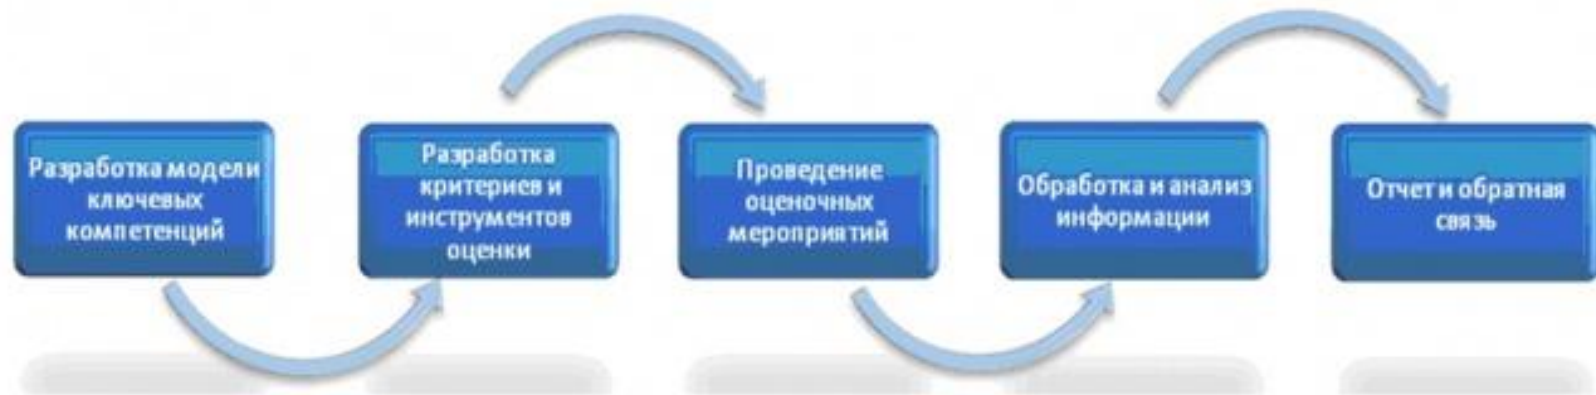 Разработка модели
ключевых
компетенций
Разработка
критериев и
инструментов
оценки
Проведение
оценочных
мероприятий
Обработка и анализ
информации
Отчет и обратная
связь